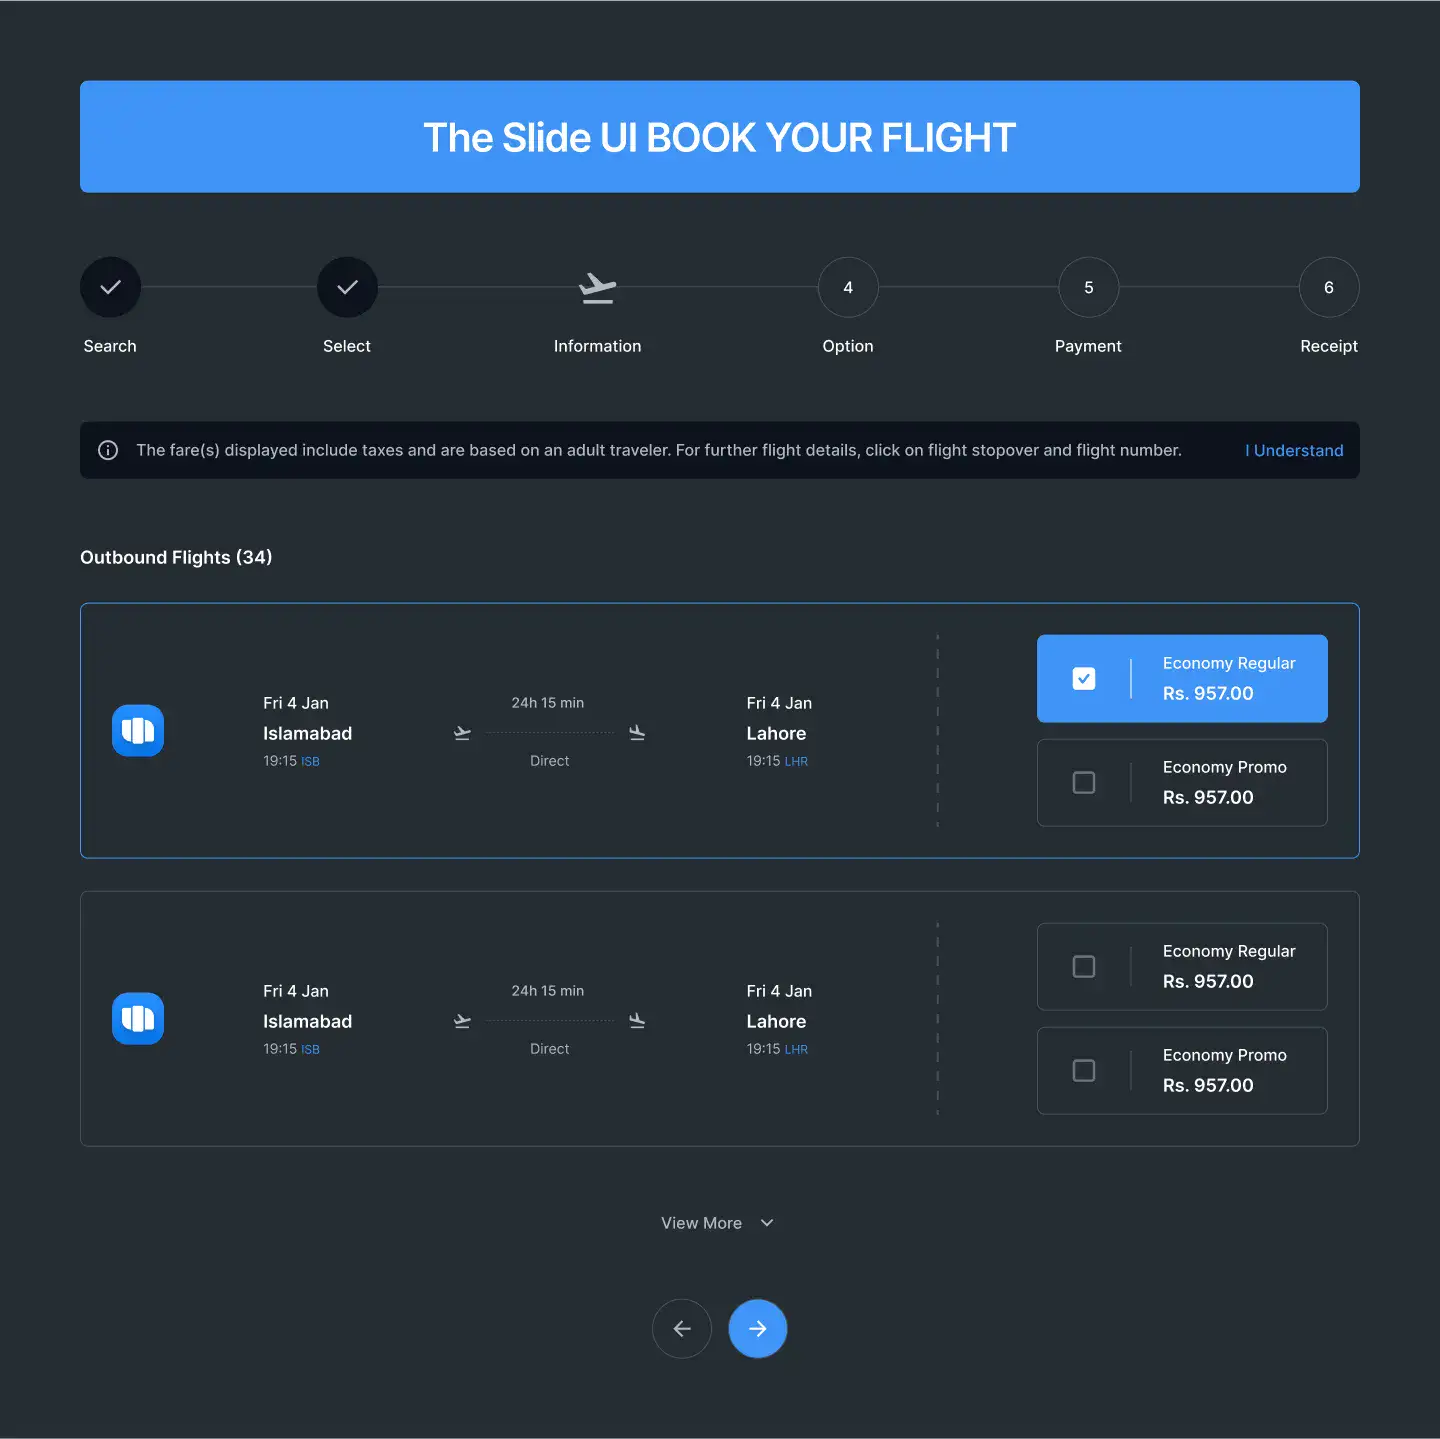 The Slide UI BOOK YOUR FLIGHT
4
5
6
Search
Select
Information
Option
Payment
Receipt
The fare(s) displayed include taxes and are based on an adult traveler. For further flight details, click on flight stopover and flight number.
I Understand
Outbound Flights (34)
Fri 4 Jan
Islamabad
19:15 ISB
24h 15 min
Direct
Fri 4 Jan
Lahore
19:15 LHR
Economy Regular
Rs. 957.00
Economy Promo
Rs. 957.00
Fri 4 Jan
Islamabad
19:15 ISB
24h 15 min
Direct
Fri 4 Jan
Lahore
19:15 LHR
Economy Regular
Rs. 957.00
Economy Promo
Rs. 957.00
View More